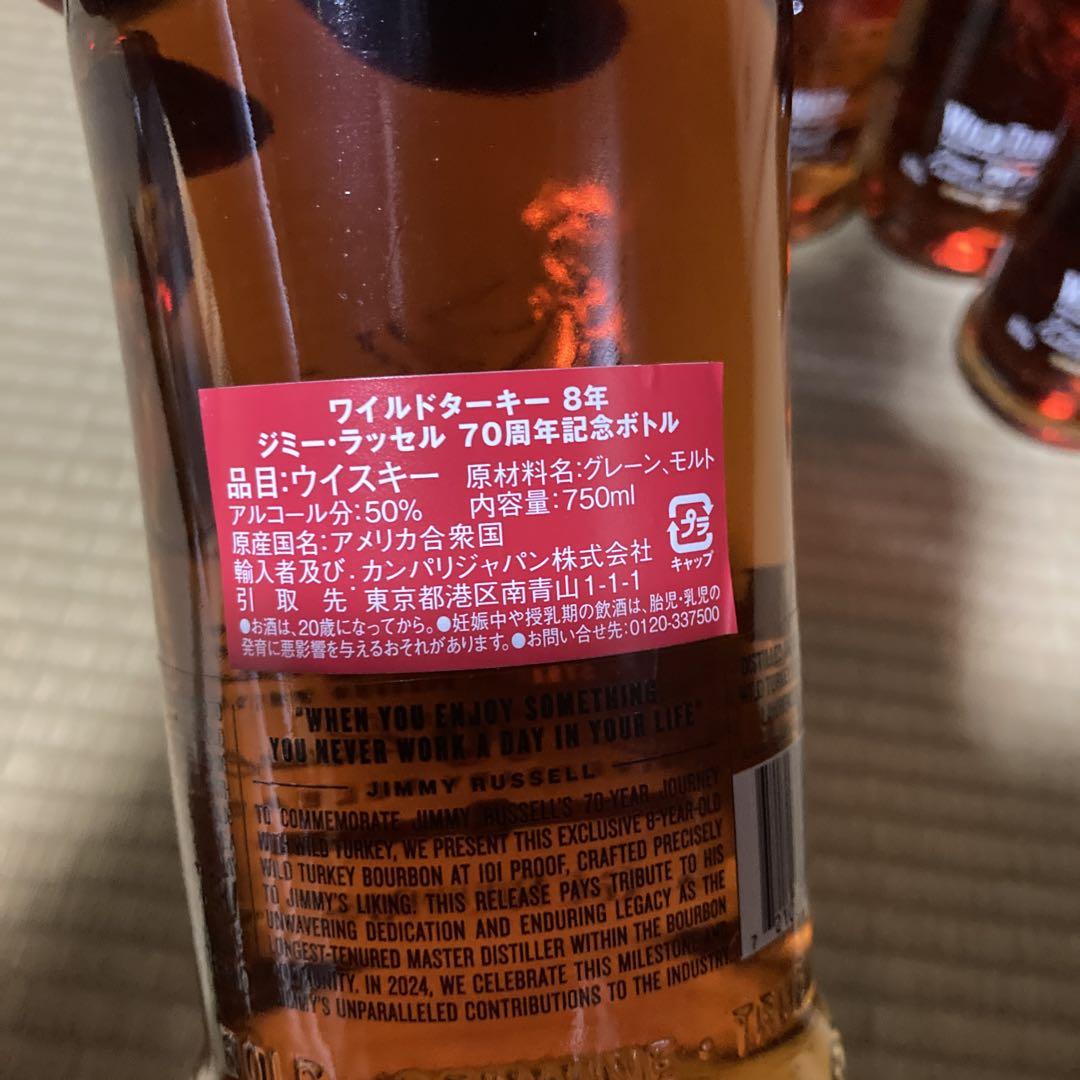 ワイルドターキー 8年
ジミー・ラッセル 70周年記念ボトル
品目:ウイスキー 原材料名:グレーン、モルト
アルコール分:50% 内容量:750ml
原産国名:アメリカ合衆国
輸入者及び. カンパリジャパン株式会社
引取先 東京都港区南青山1-1-1
プラ
キャップ
●お酒は、20歳になってから。●妊娠中や授乳期の飲酒は、胎児・乳児の
発育に悪影響を与えるおそれがあります。●お問い合せ先:0120-337500
"WHEN YOU ENJOY SOMETHING
YOU NEVER WORK A DAY IN YOUR LIFE"
JIMMY RUSSELL
TO COMMEMORATE JIMMY RUSSELL'S 70-YEAR JOURNEY
WITH WILD TURKEY, WE PRESENT THIS EXCLUSIVE 8-YEAR-OLD
WILD TURKEY BOURBON AT 101 PROOF, CRAFTED PRECISELY
TO JIMMY'S LIKING. THIS RELEASE PAYS TRIBUTE TO HIS
UNWAVERING DEDICATION AND ENDURING LEGACY AS THE
LONGEST-TENURED MASTER DISTILLER WITHIN THE BOURBON
COMMUNITY. IN 2024, WE CELEBRATE THIS MILESTONE AND
JIMMY'S UNPARALLELED CONTRIBUTIONS TO THE INDUSTRY.
DISTILLED
WILD TURKEY
7
WILD TUR